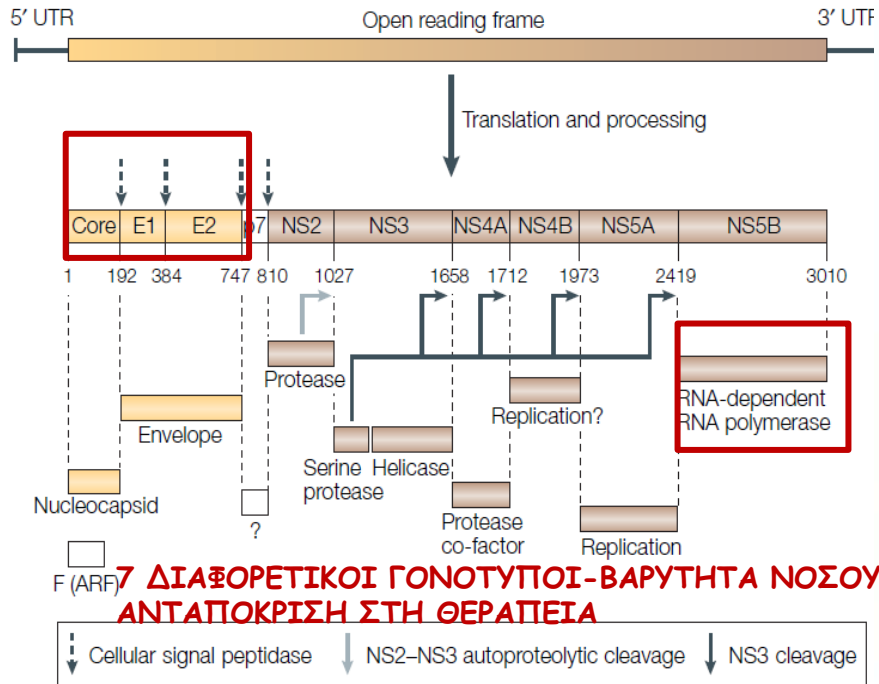 5′ UTR Open reading frame 3′ UTF
Translation and processing
Core E1 E2 p7 NS2 NS3 NS4A NS4B NS5A NS5B
1 192 384 747 810 1027 1658 1712 1973 2419 3010
Protease
RNA-dependent
RNA polymerase
Replication?
Envelope
Serine Helicase
protease
Nucleocapsid
?
Protease
co-factor
Replication
F (ARF)
7 ΔΙΑΦΟΡΕΤΙΚΟΙ ΓΟΝΟΤΥΠΟΙ-ΒΑΡΥΤΗΤΑ ΝΟΣΟΥ
ΑΝΤΑΠΟΚΡΙΣΗ ΣΤΗ ΘΕΡΑΠΕΙΑ
Cellular signal peptidase NS2–NS3 autoproteolytic cleavage NS3 cleavage